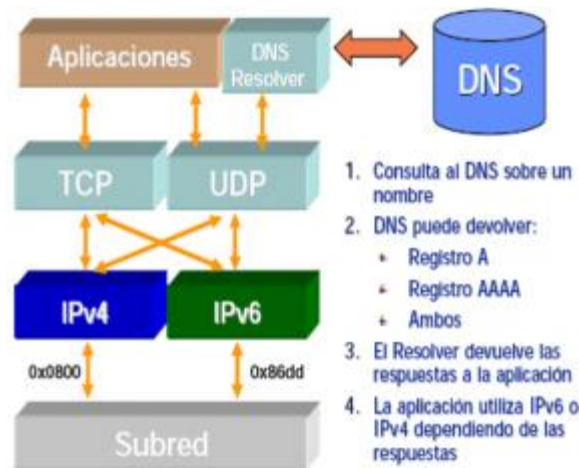 Aplicaciones
DNS
Resolver
DNS
TCP
UDP
IPv4
IPv6
0x0800
0x86dd
Subred
1. Consulta al DNS sobre un
nombre
2. DNS puede devolver:
Registro A
Registro AAAA
Ambos
3. El Resolver devuelve las
respuestas a la aplicación
4. La aplicación utiliza IPv6 o
IPv4 dependiendo de las
respuestas